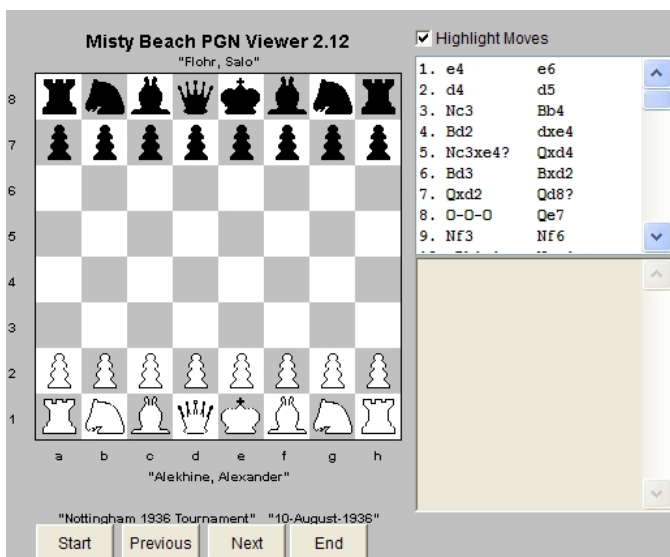 Misty Beach PGN Viewer 2.12
"Flohr, Salo"
8
7
6
5
4
3
2
1
a b c d e f g h
"Alekhine, Alexander"
"Nottingham 1936 Tournament" "10-August-1936"
Start Previous Next End
Highlight Moves
1. e4 e6
2. d4 d5
3. Nc3 Bb4
4. Bd2 dxe4
5. Nc3xe4? Qxd4
6. Bd3 Bxd2
7. Qxd2 Qd8?
8. O-O-O Qe7
9. Nf3 Nf6